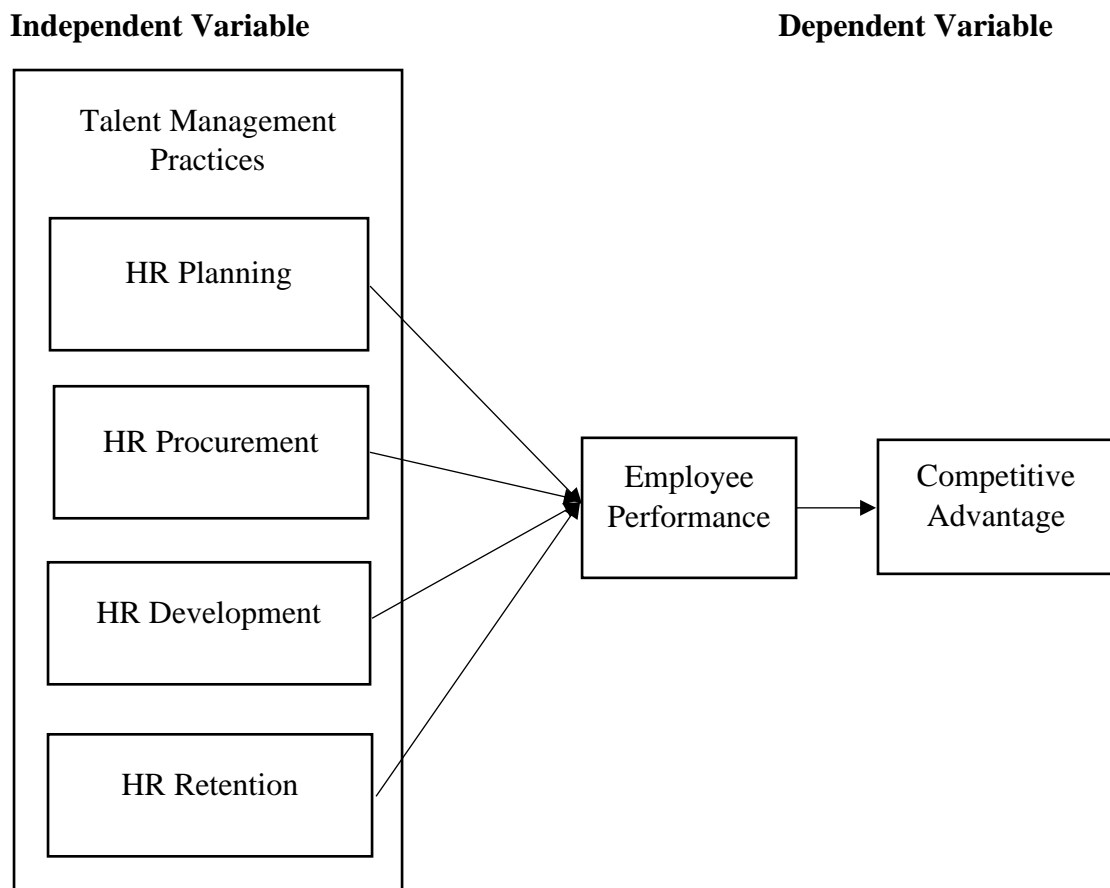 Independent Variable
Dependent Variable
Talent Management
Practices
HR Planning
HR Procurement
HR Development
HR Retention
Employee
Performance
Competitive
Advantage